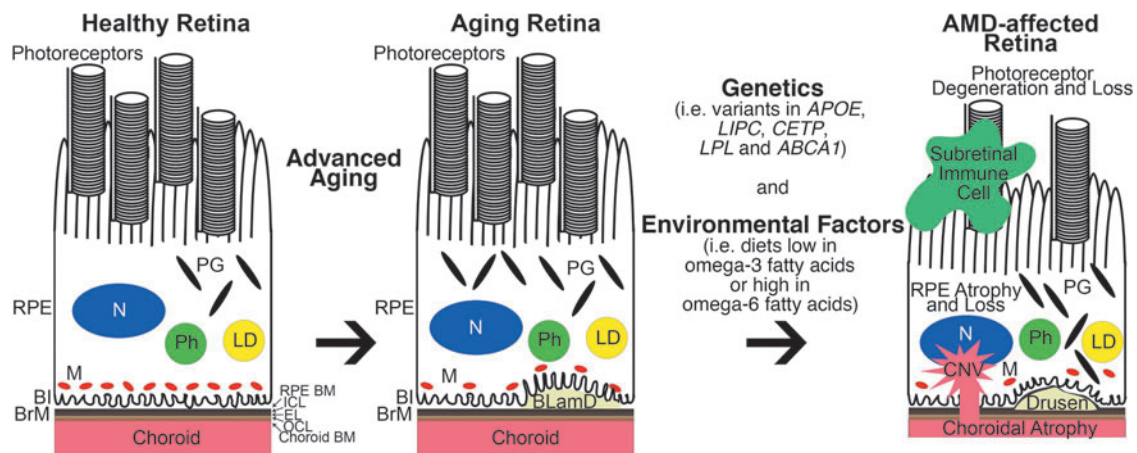 Healthy Retina
Photoreceptors
PG
RPE
N
Ph
LD
M
BI
BrM
RPE BM
ICL
EL
OCL
Choroid BM
Choroid
Advanced
Aging
Aging Retina
Photoreceptors
PG
RPE
N
Ph
LD
M
BI
BrM
BLamD
Choroid
Genetics
(i.e. variants in APOE,
LIPC, CETP,
LPL and ABCA1)
and
Environmental Factors
(i.e. diets low in
omega-3 fatty acids
or high in
omega-6 fatty acids)
AMD-affected
Retina
Photoreceptor
Degeneration and Loss
Subretinal
Immune
Cell
RPE Atrophy
and Loss
PG
RPE
N
Ph
LD
CNV
M
BI
BrM
Drusen
Choroidal Atrophy